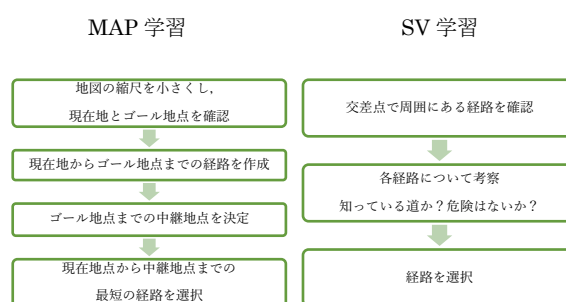 MAP 学習
地図の縮尺を小さくし,
現在地とゴール地点を確認
現在地からゴール地点までの経路を作成
ゴール地点までの中継地点を決定
現在地点から中継地点までの
最短の経路を選択
SV 学習
交差点で周囲にある経路を確認
各経路について考察
知っている道か？危険はないか？
経路を選択